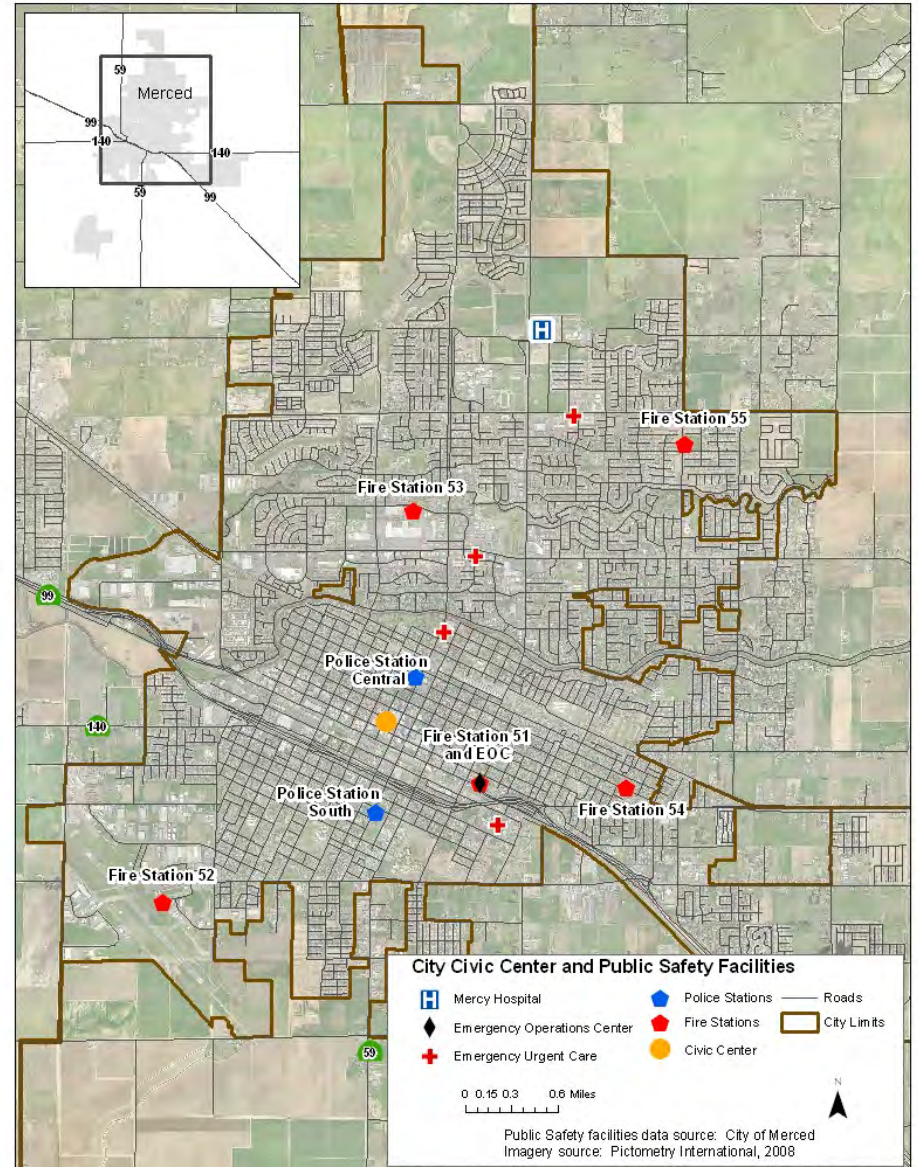 59
Merced
99
140
140
59
99
H
Fire Station 55
Fire Station 53
99
Police Station
Central
140
Fire Station 51
and EOC
Police Station
South
Fire Station 54
Fire Station 52
59
City Civic Center and Public Safety Facilities
H Mercy Hospital
Emergency Operations Center
Emergency Urgent Care
Police Stations
Fire Stations
Civic Center
Roads
City Limits
0 0.15 0.3 0.6 Miles
N
Public Safety facilities data source: City of Merced
Imagery source: Pictometry International, 2008